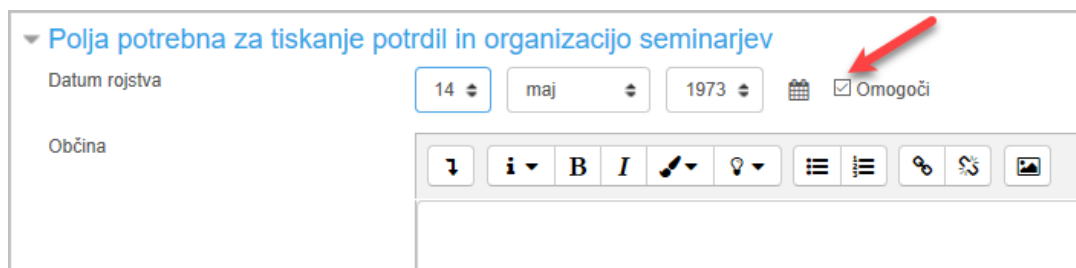 Polja potrebna za tiskanje potrdil in organizacijo seminarjev
Datum rojstva 14 maj 1973 Omogoči
Občina
i B I